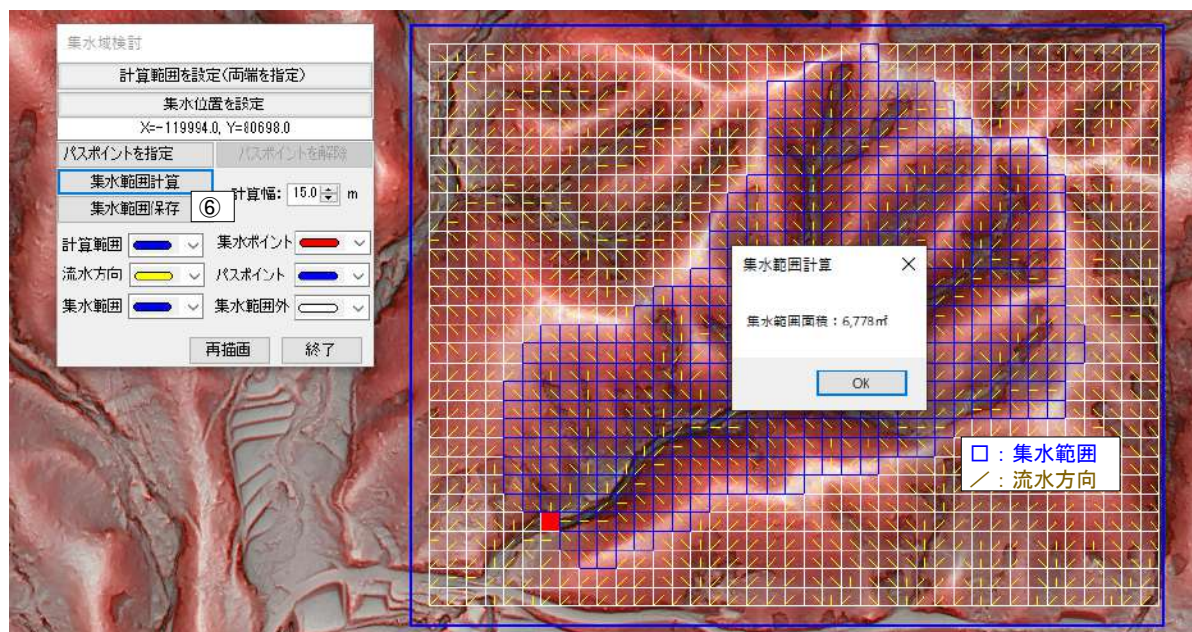 集水域検討
計算範囲を設定(両端を指定)
集水位置を設定
X=-119994.0, Y=80698.0
パスポイントを指定 パスポイントを解除
集水範囲計算
計算幅: 15.0 m
集水範囲保存 ⑥
計算範囲 集水ポイント
流水方向 パスポイント
集水範囲 集水範囲外
再描画 終了
集水範囲計算
集水範囲面積:6,778㎡
OK
□:集水範囲
/:流水方向